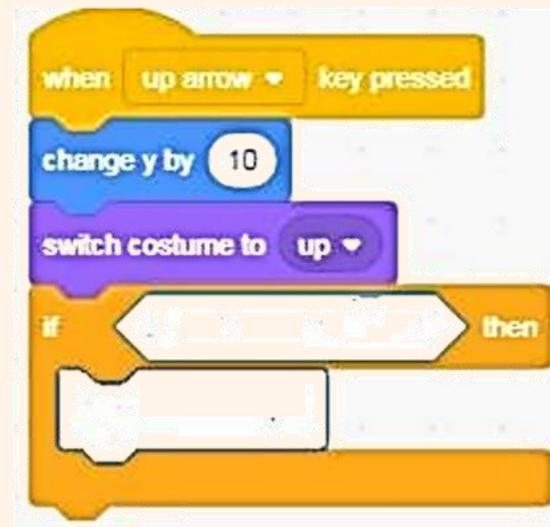 when up arrow key pressed
change y by 10
switch costume to up
if then